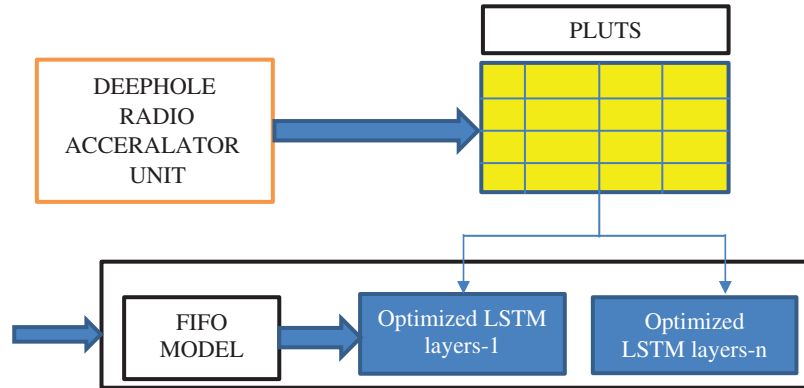 PLUTS
DEEPHOLE
RADIO
ACCERALATOR
UNIT
FIFO
MODEL
Optimized LSTM
layers-1
Optimized
LSTM layers-n